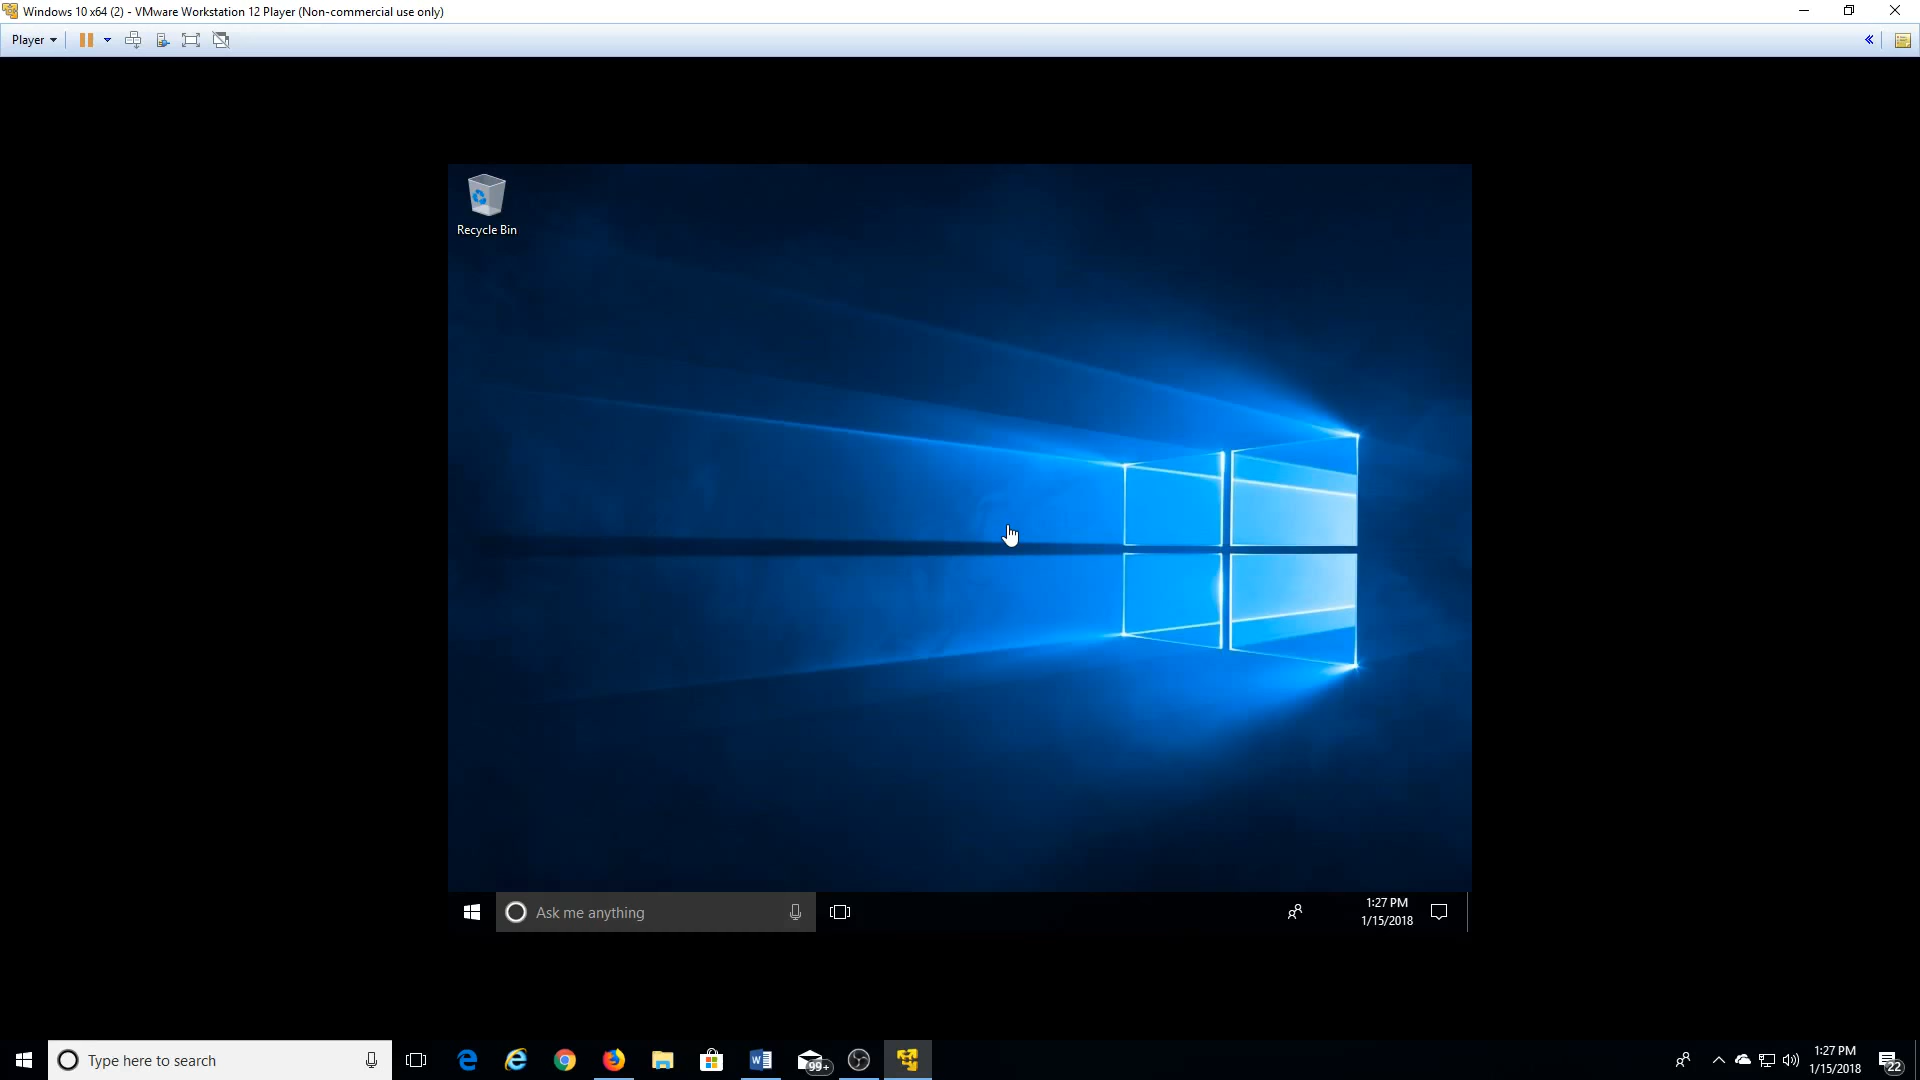 Windows 10 x64 (2) - VMware Workstation 12 Player (Non-commercial use only)
Player
Recycle Bin
Ask me anything
1:27 PM
1/15/2018
Type here to search
99+
1:27 PM
1/15/2018
22